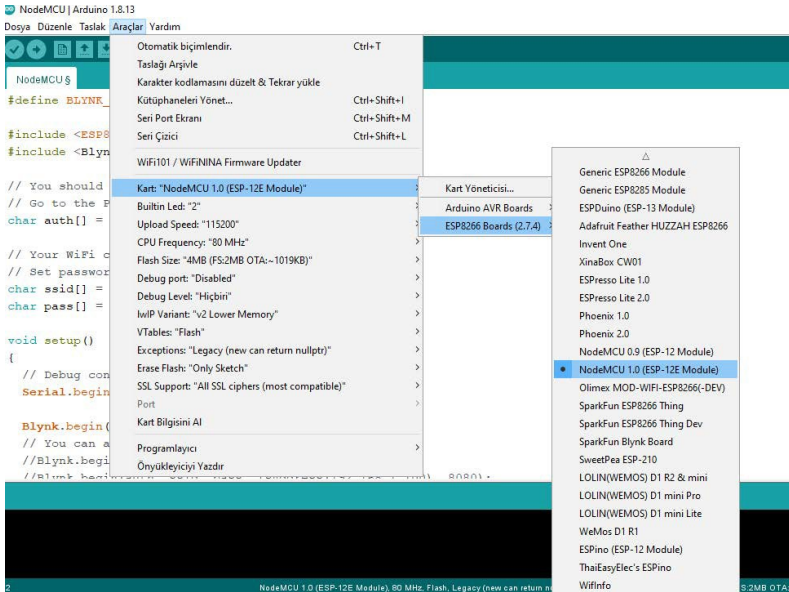 NodeMCU | Arduino 1.8.13
Dosya Düzenle Taslak Araçlar Yardım
NodeMCU §
#define BLYNK_
#include <ESP8
#include <Blyn
// You should
// Go to the P
char auth[] =
// Your WiFi c
// Set passwor
char ssid[] =
char pass[] =
void setup()
{
// Debug con
Serial.begin
Blynk.begin(
// You can a
//Blynk.begi
8080);
Otomatik biçimlendir. Ctrl+T
Taslağı Arşivle
Karakter kodlamasını düzelt & Tekrar yükle
Kütüphaneleri Yönet... Ctrl+Shift+I
Seri Port Ekranı Ctrl+Shift+M
Seri Çizici Ctrl+Shift+L
WiFi101 / WiFiNINA Firmware Updater
Kart: "NodeMCU 1.0 (ESP-12E Module)"
Builtin Led: "2"
Upload Speed: "115200"
CPU Frequency: "80 MHz"
Flash Size: "4MB (FS:2MB OTA:~1019KB)"
Debug port: "Disabled"
Debug Level: "Hiçbiri"
lwIP Variant: "v2 Lower Memory"
VTables: "Flash"
Exceptions: "Legacy (new can return nullptr)"
Erase Flash: "Only Sketch"
SSL Support: "All SSL ciphers (most compatible)"
Port
Kart Bilgisini Al
Programlayıcı
Önyükleyiciyi Yazdır
Kart Yöneticisi...
Arduino AVR Boards
ESP8266 Boards (2.7.4)
Generic ESP8266 Module
Generic ESP8285 Module
ESPDuino (ESP-13 Module)
Adafruit Feather HUZZAH ESP8266
Invent One
XinaBox CW01
ESPresso Lite 1.0
ESPresso Lite 2.0
Phoenix 1.0
Phoenix 2.0
NodeMCU 0.9 (ESP-12 Module)
NodeMCU 1.0 (ESP-12E Module)
Olimex MOD-WIFI-ESP8266(-DEV)
SparkFun ESP8266 Thing
SparkFun ESP8266 Thing Dev
SparkFun Blynk Board
SweetPea ESP-210
LOLIN(WEMOS) D1 R2 & mini
LOLIN(WEMOS) D1 mini Pro
LOLIN(WEMOS) D1 mini Lite
WeMos D1 R1
ESPino (ESP-12 Module)
ThaiEasyElec's ESPino
WifInfo
2 NodeMCU 1.0 (ESP-12E Module), 80 MHz, Flash, Legacy (new can return n S:2MB OTA